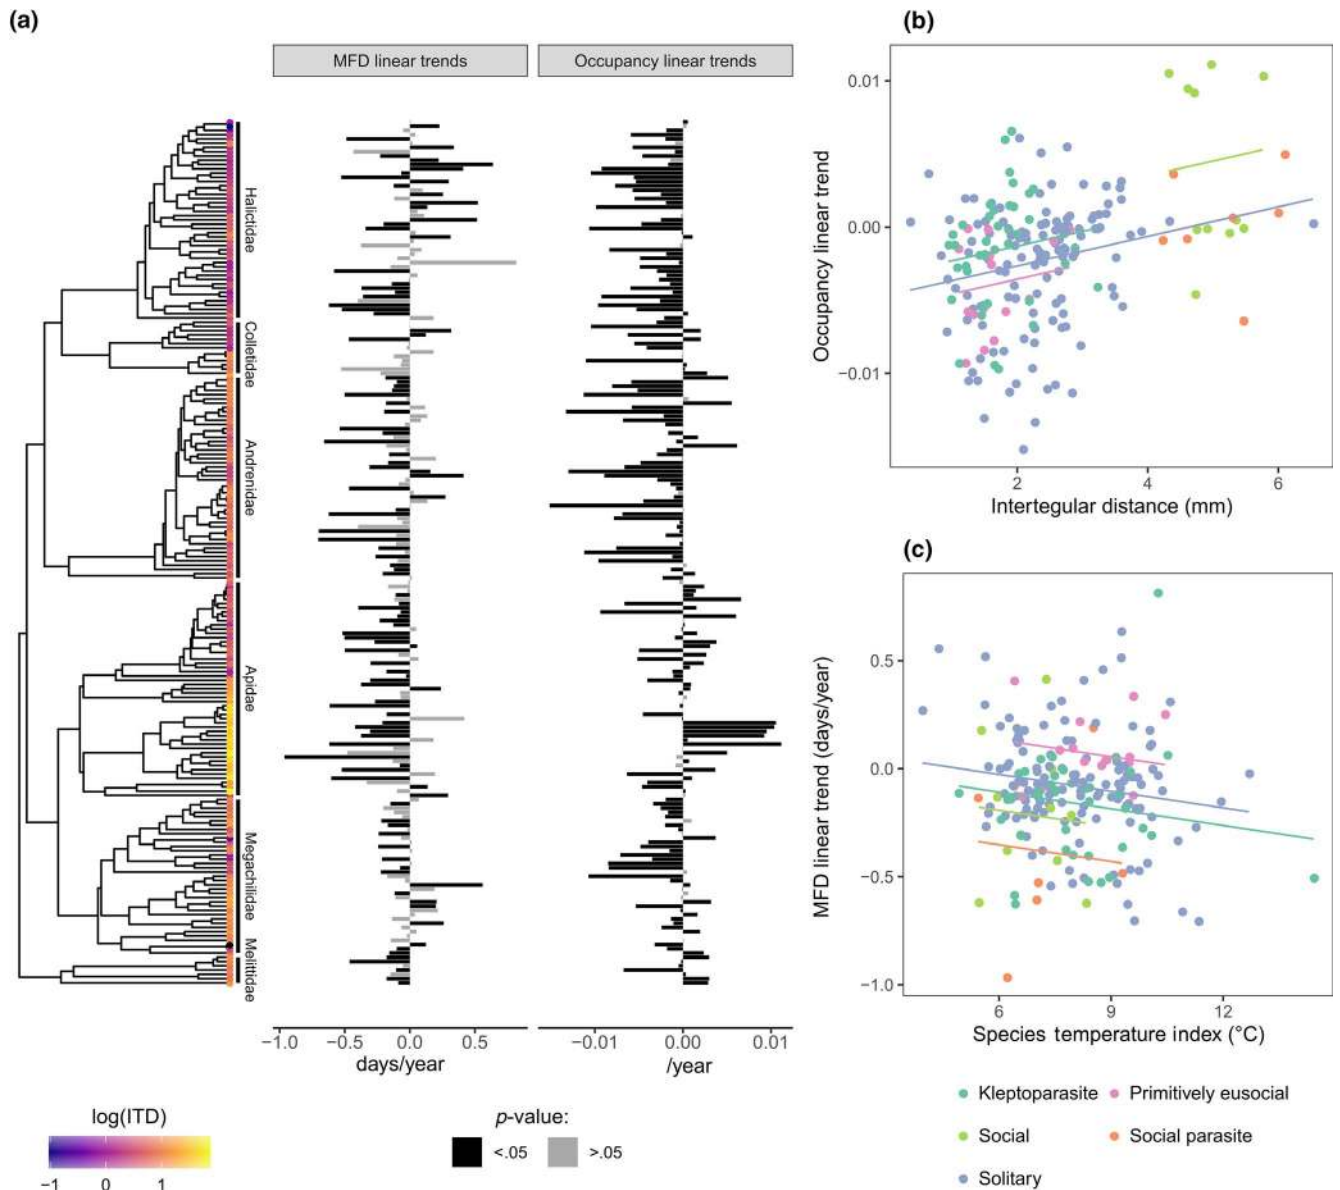 (a)
MFD linear trends
Occupancy linear trends
Halictidae
Colletidae
Andrenidae
Apidae
Megachilidae
Melittidae
−1.0 −0.5 0.0 0.5
days/year
−0.01 0.00 0.01
/year
log(ITD)
−1 0 1
p-value:
<.05 >.05
(b)
Occupancy linear trend
0.01
0.00
−0.01
2 4 6
Intertegular distance (mm)
(c)
MFD linear trend (days/year)
0.5
0.0
−0.5
−1.0
6 9 12
Species temperature index (°C)
Kleptoparasite Primitively eusocial
Social Social parasite
Solitary